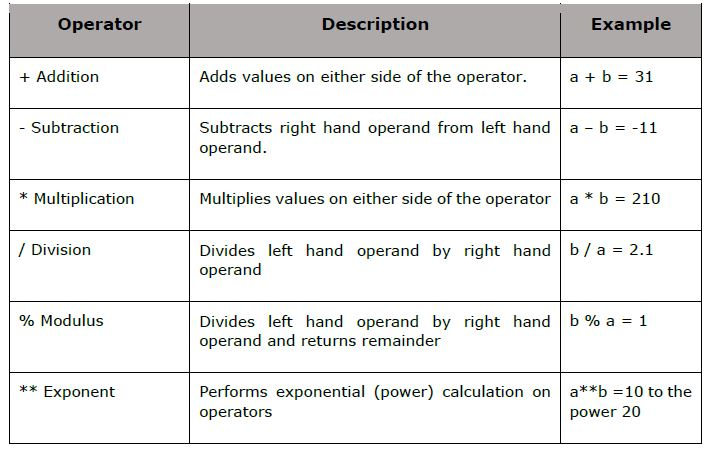 Operator Description Example
+ Addition Adds values on either side of the operator. a + b = 31
- Subtraction Subtracts right hand operand from left hand a – b = -11
operand.
* Multiplication Multiplies values on either side of the operator a * b = 210
/ Division Divides left hand operand by right hand b / a = 2.1
operand
% Modulus Divides left hand operand by right hand b % a = 1
operand and returns remainder
** Exponent Performs exponential (power) calculation on a**b =10 to the
operators power 20